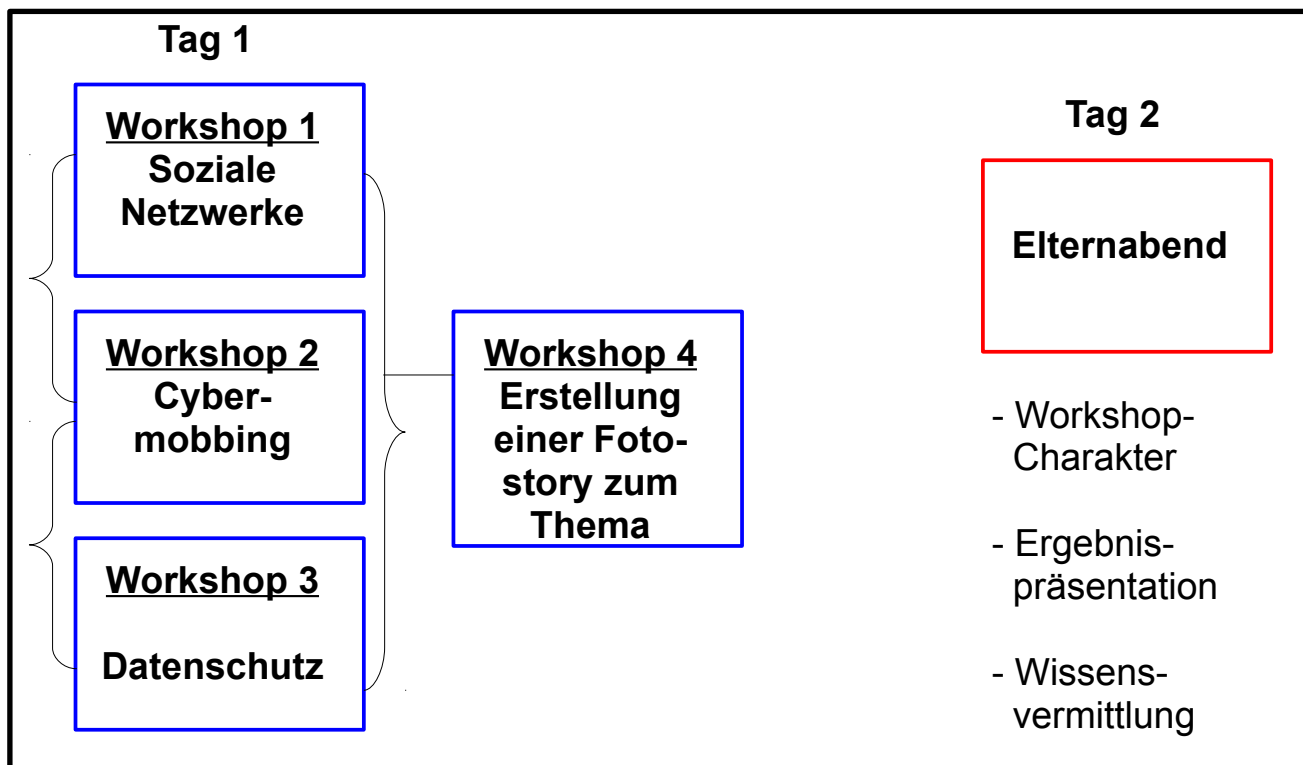 Tag 1
Workshop 1
Soziale
Netzwerke
Workshop 2
Cyber-
mobbing
Workshop 3
Datenschutz
Workshop 4
Erstellung
einer Foto-
story zum
Thema
Tag 2
Elternabend
- Workshop-
Charakter
- Ergebnis-
präsentation
- Wissens-
vermittlung